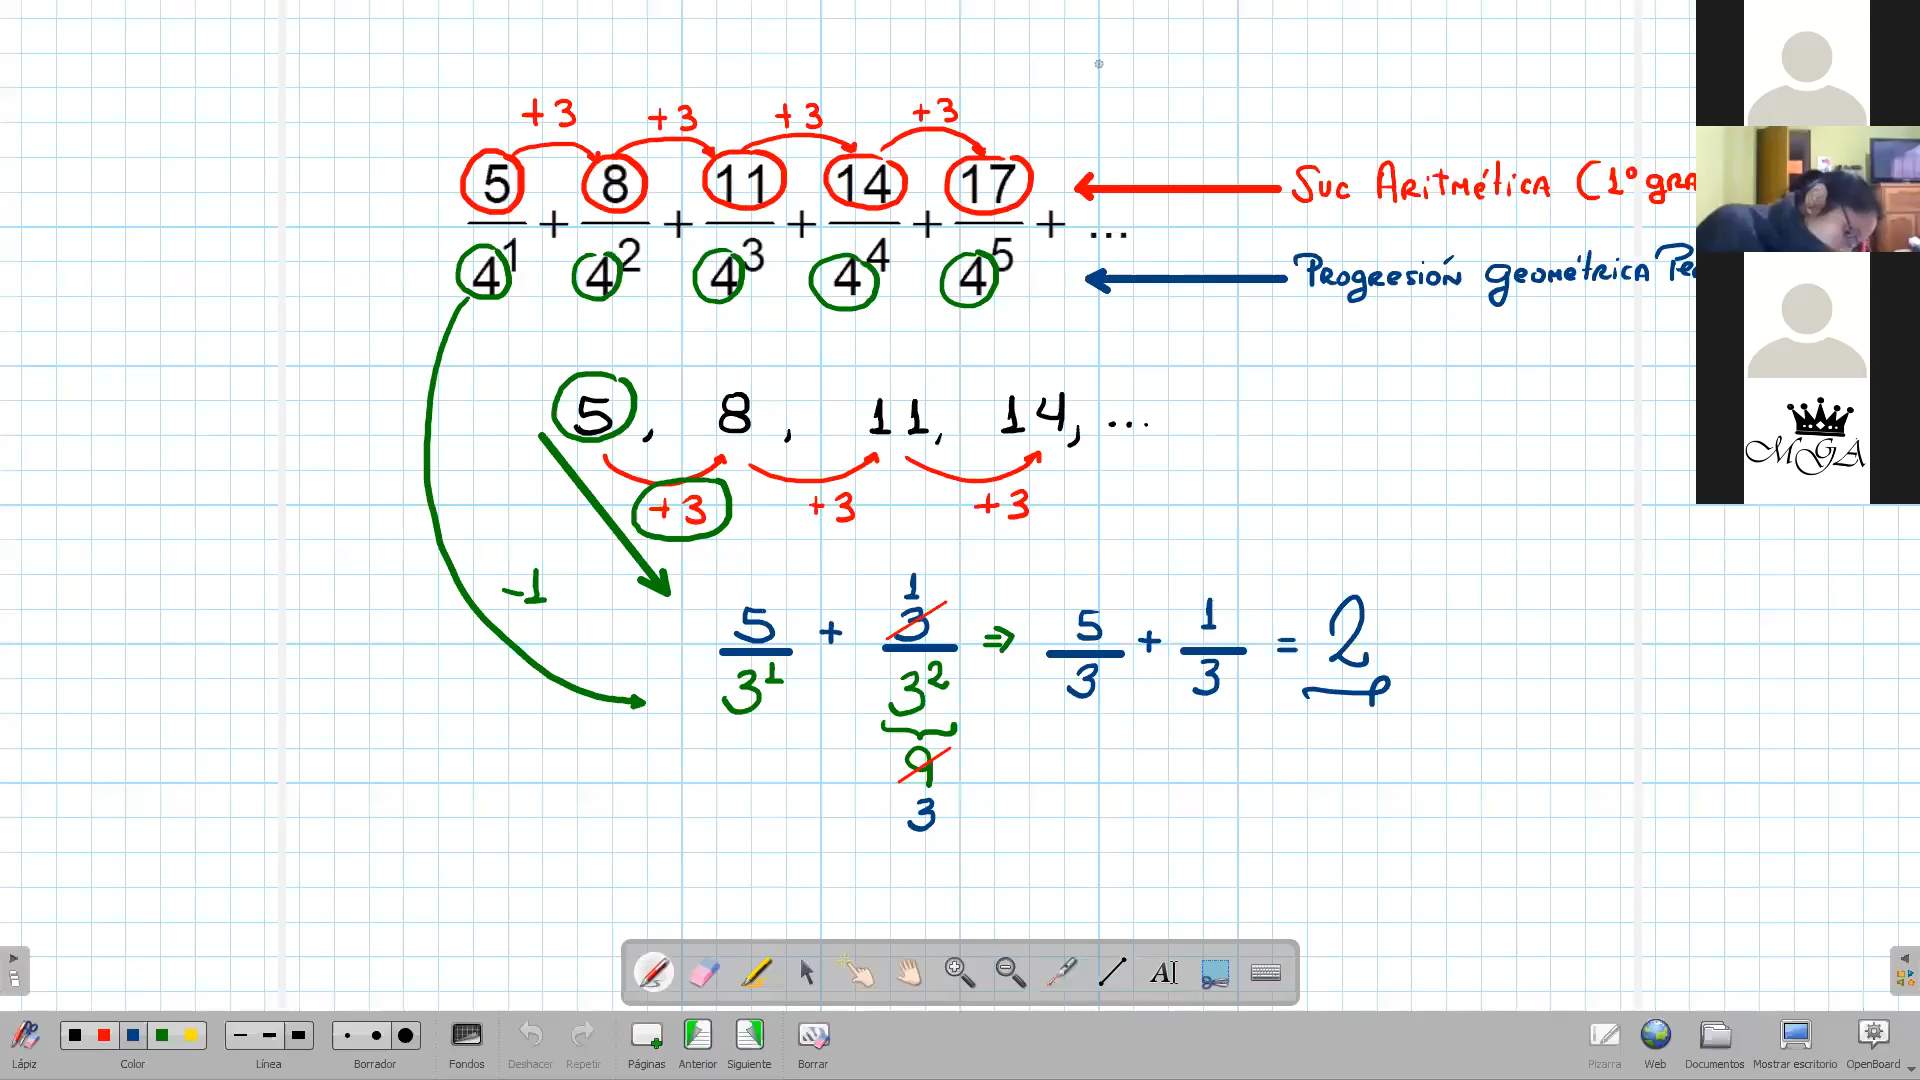 +3 +3 +3 +3
5/4^1 + 8/4^2 + 11/4^3 + 14/4^4 + 17/4^5 + ...
Suc Aritmética (1º gra
Progresión geométrica
5, 8, 11, 14, ...
+3 +3 +3
-1
5/3^1 + 3/3^2 ⇒ 5/3 + 1/3 = 2
1
9
3
MGA
Lápiz Color Línea Borrador Fondos Deshacer Repetir Páginas Anterior Siguiente Borrar Pizarra Web Documentos Mostrar escritorio OpenBoard